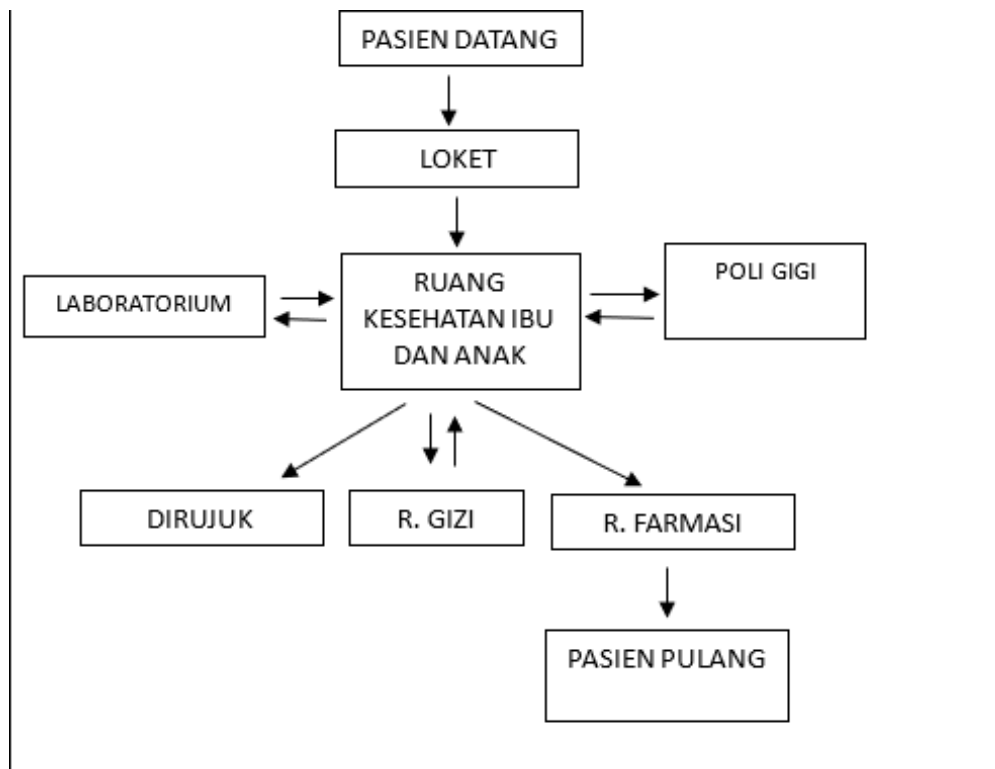 PASIEN DATANG
LOKET
RUANG
KESEHATAN IBU
DAN ANAK
LABORATORIUM
POLI GIGI
DIRUJUK
R. GIZI
R. FARMASI
PASIEN PULANG